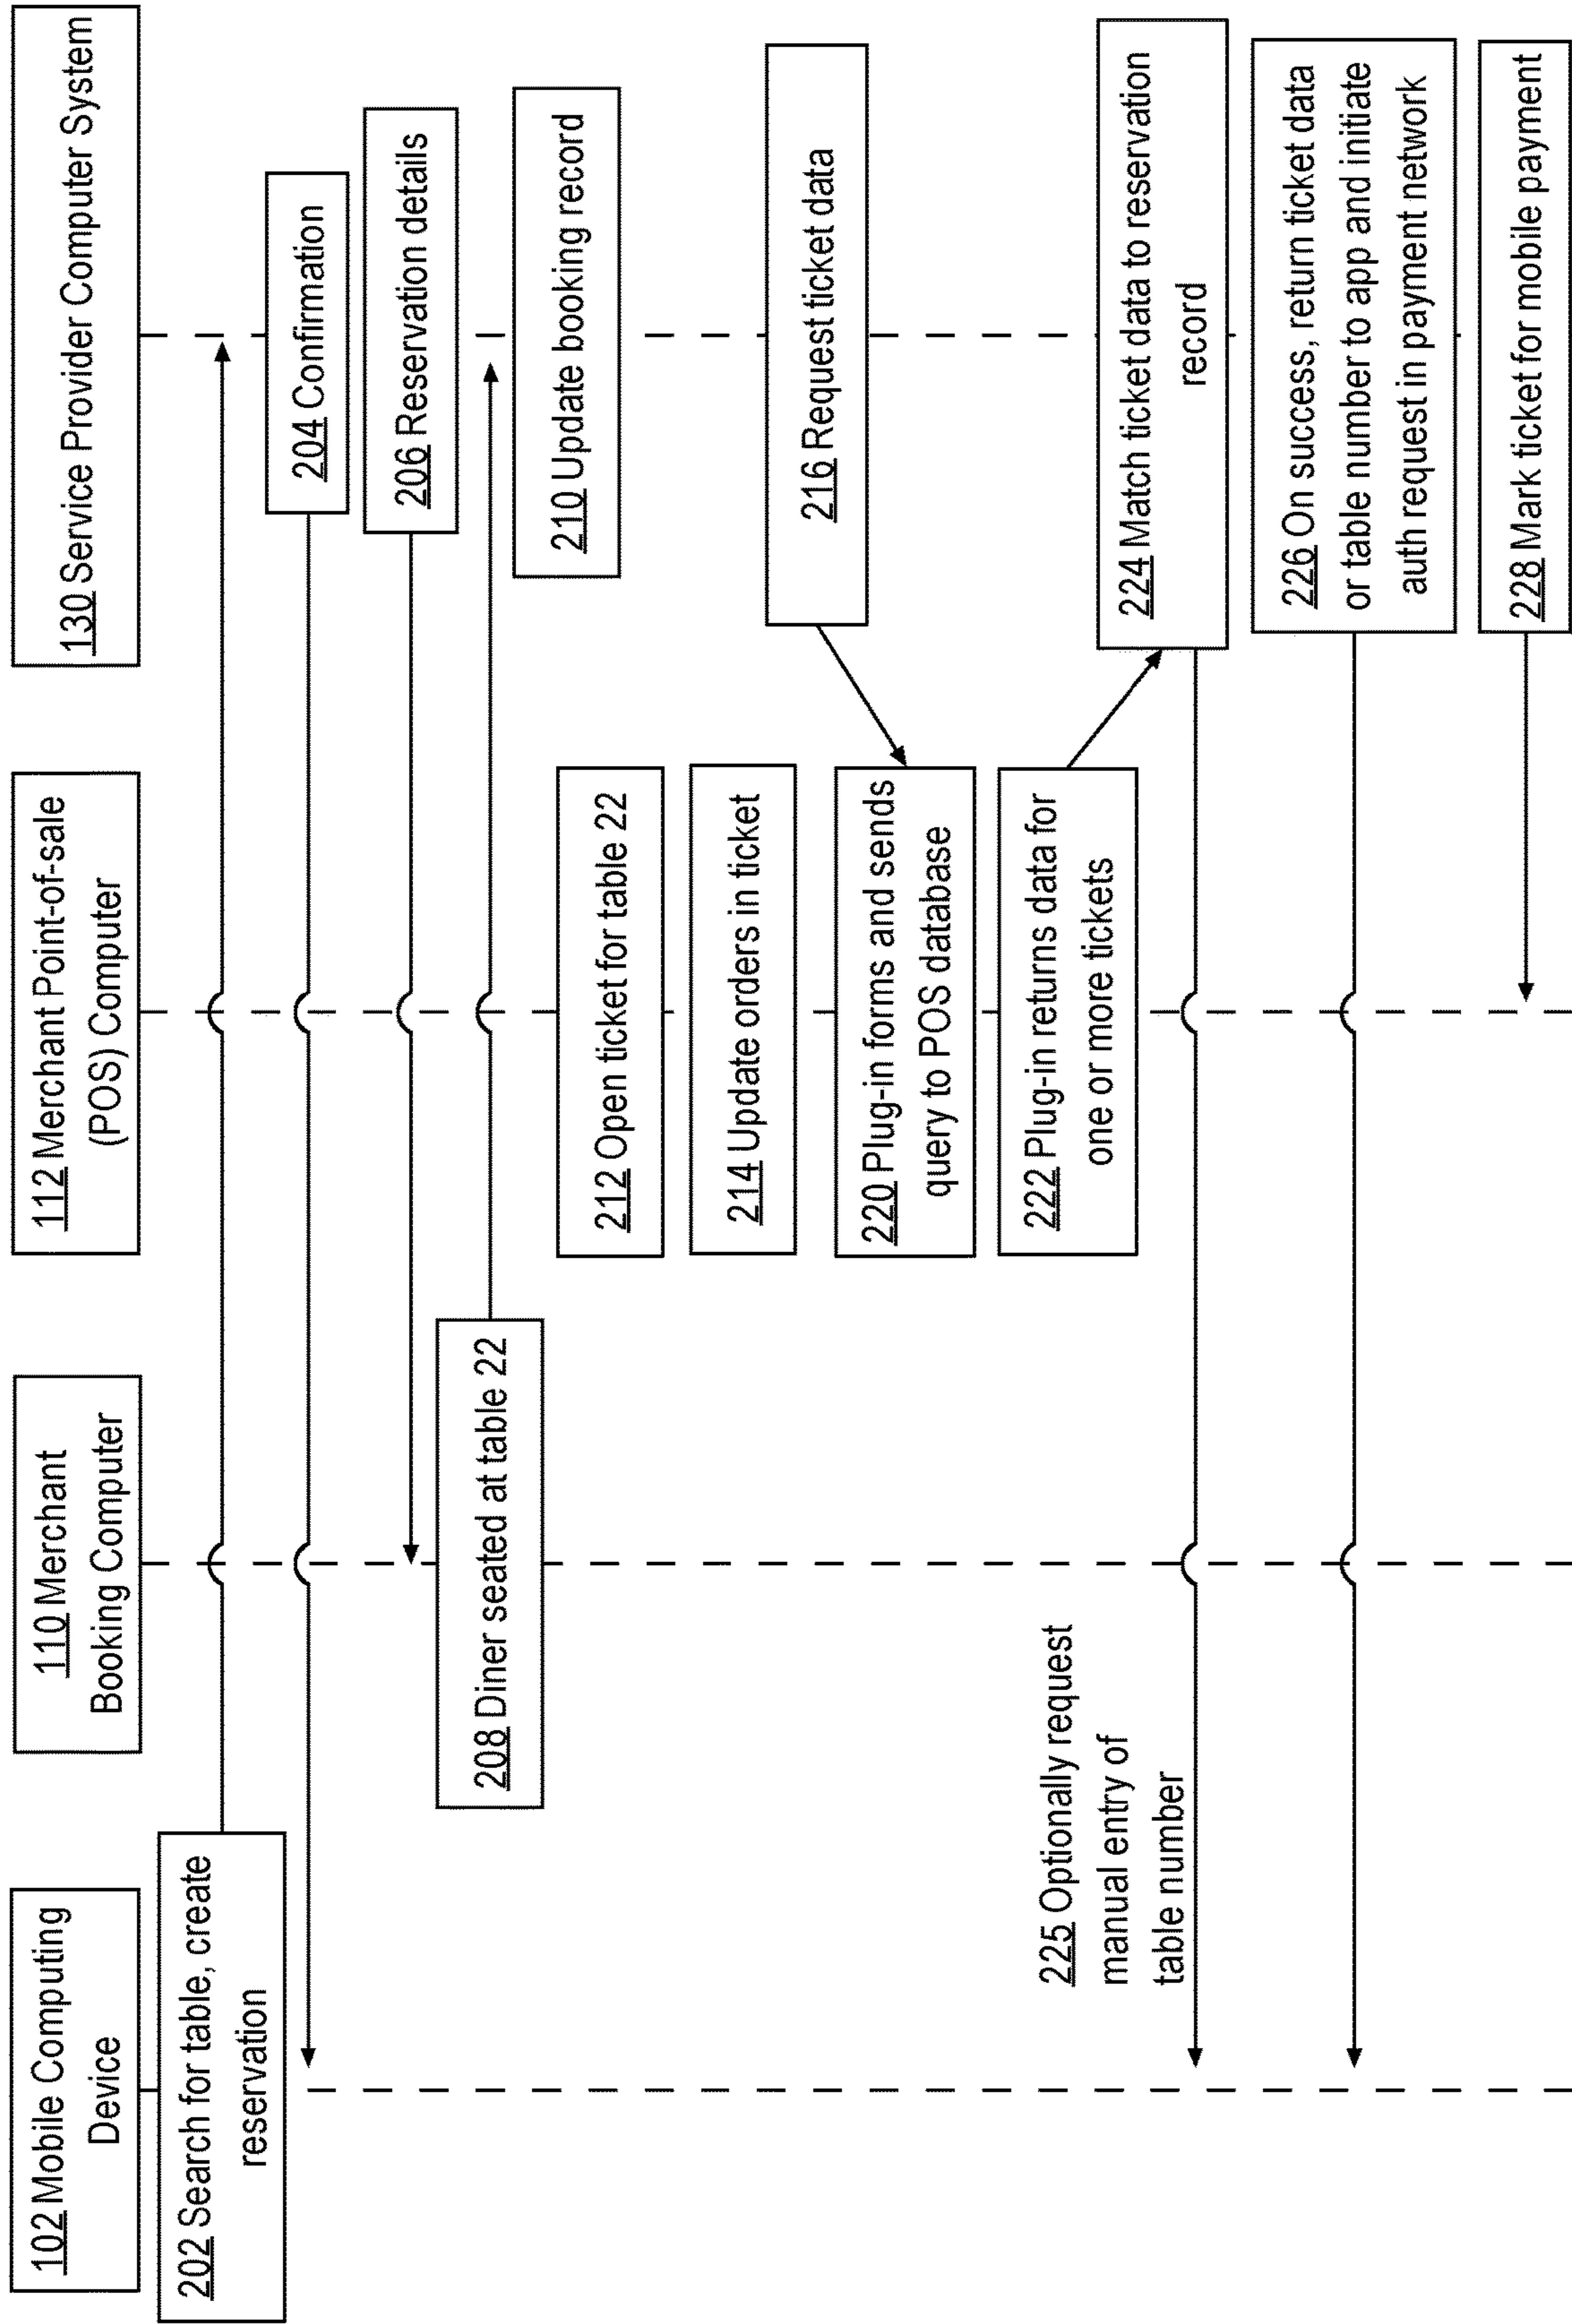 102 Mobile Computing
Device
110 Merchant
Booking Computer
112 Merchant Point-of-sale
(POS) Computer
130 Service Provider Computer System
202 Search for table, create
reservation
204 Confirmation
206 Reservation details
208 Diner seated at table 22
210 Update booking record
212 Open ticket for table 22
214 Update orders in ticket
216 Request ticket data
220 Plug-in forms and sends
query to POS database
222 Plug-in returns data for
one or more tickets
224 Match ticket data to reservation
record
225 Optionally request
manual entry of
table number
226 On success, return ticket data
or table number to app and initiate
auth request in payment network
228 Mark ticket for mobile payment